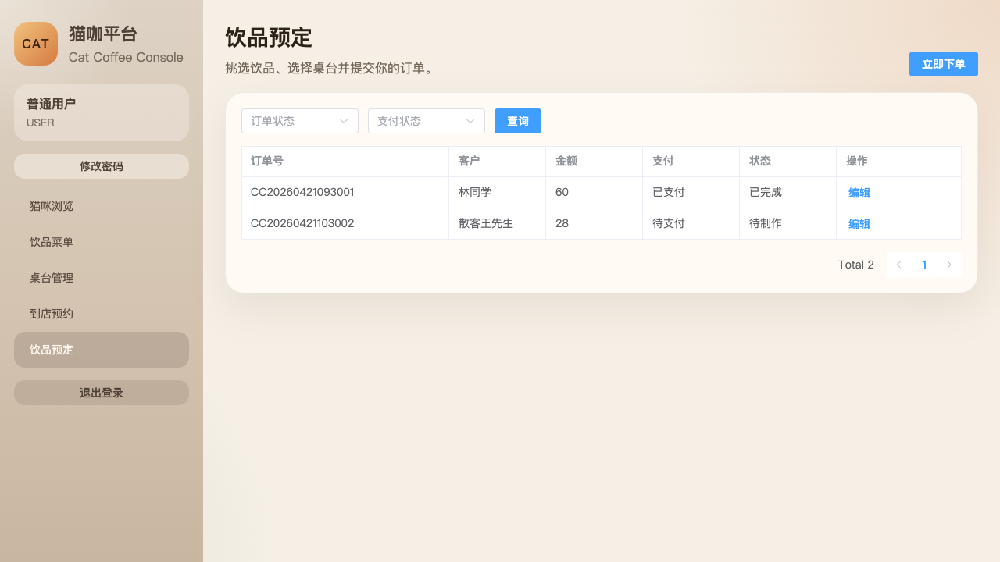 CAT
猫咖平台
Cat Coffee Console
普通用户
USER
修改密码
猫咪浏览
饮品菜单
桌台管理
到店预约
饮品预定
退出登录
饮品预定
挑选饮品、选择桌台并提交你的订单。
立即下单
订单状态 支付状态 查询
订单号 客户 金额 支付 状态 操作
CC20260421093001 林同学 60 已支付 已完成 编辑
CC20260421103002 散客王先生 28 待支付 待制作 编辑
Total 2 1